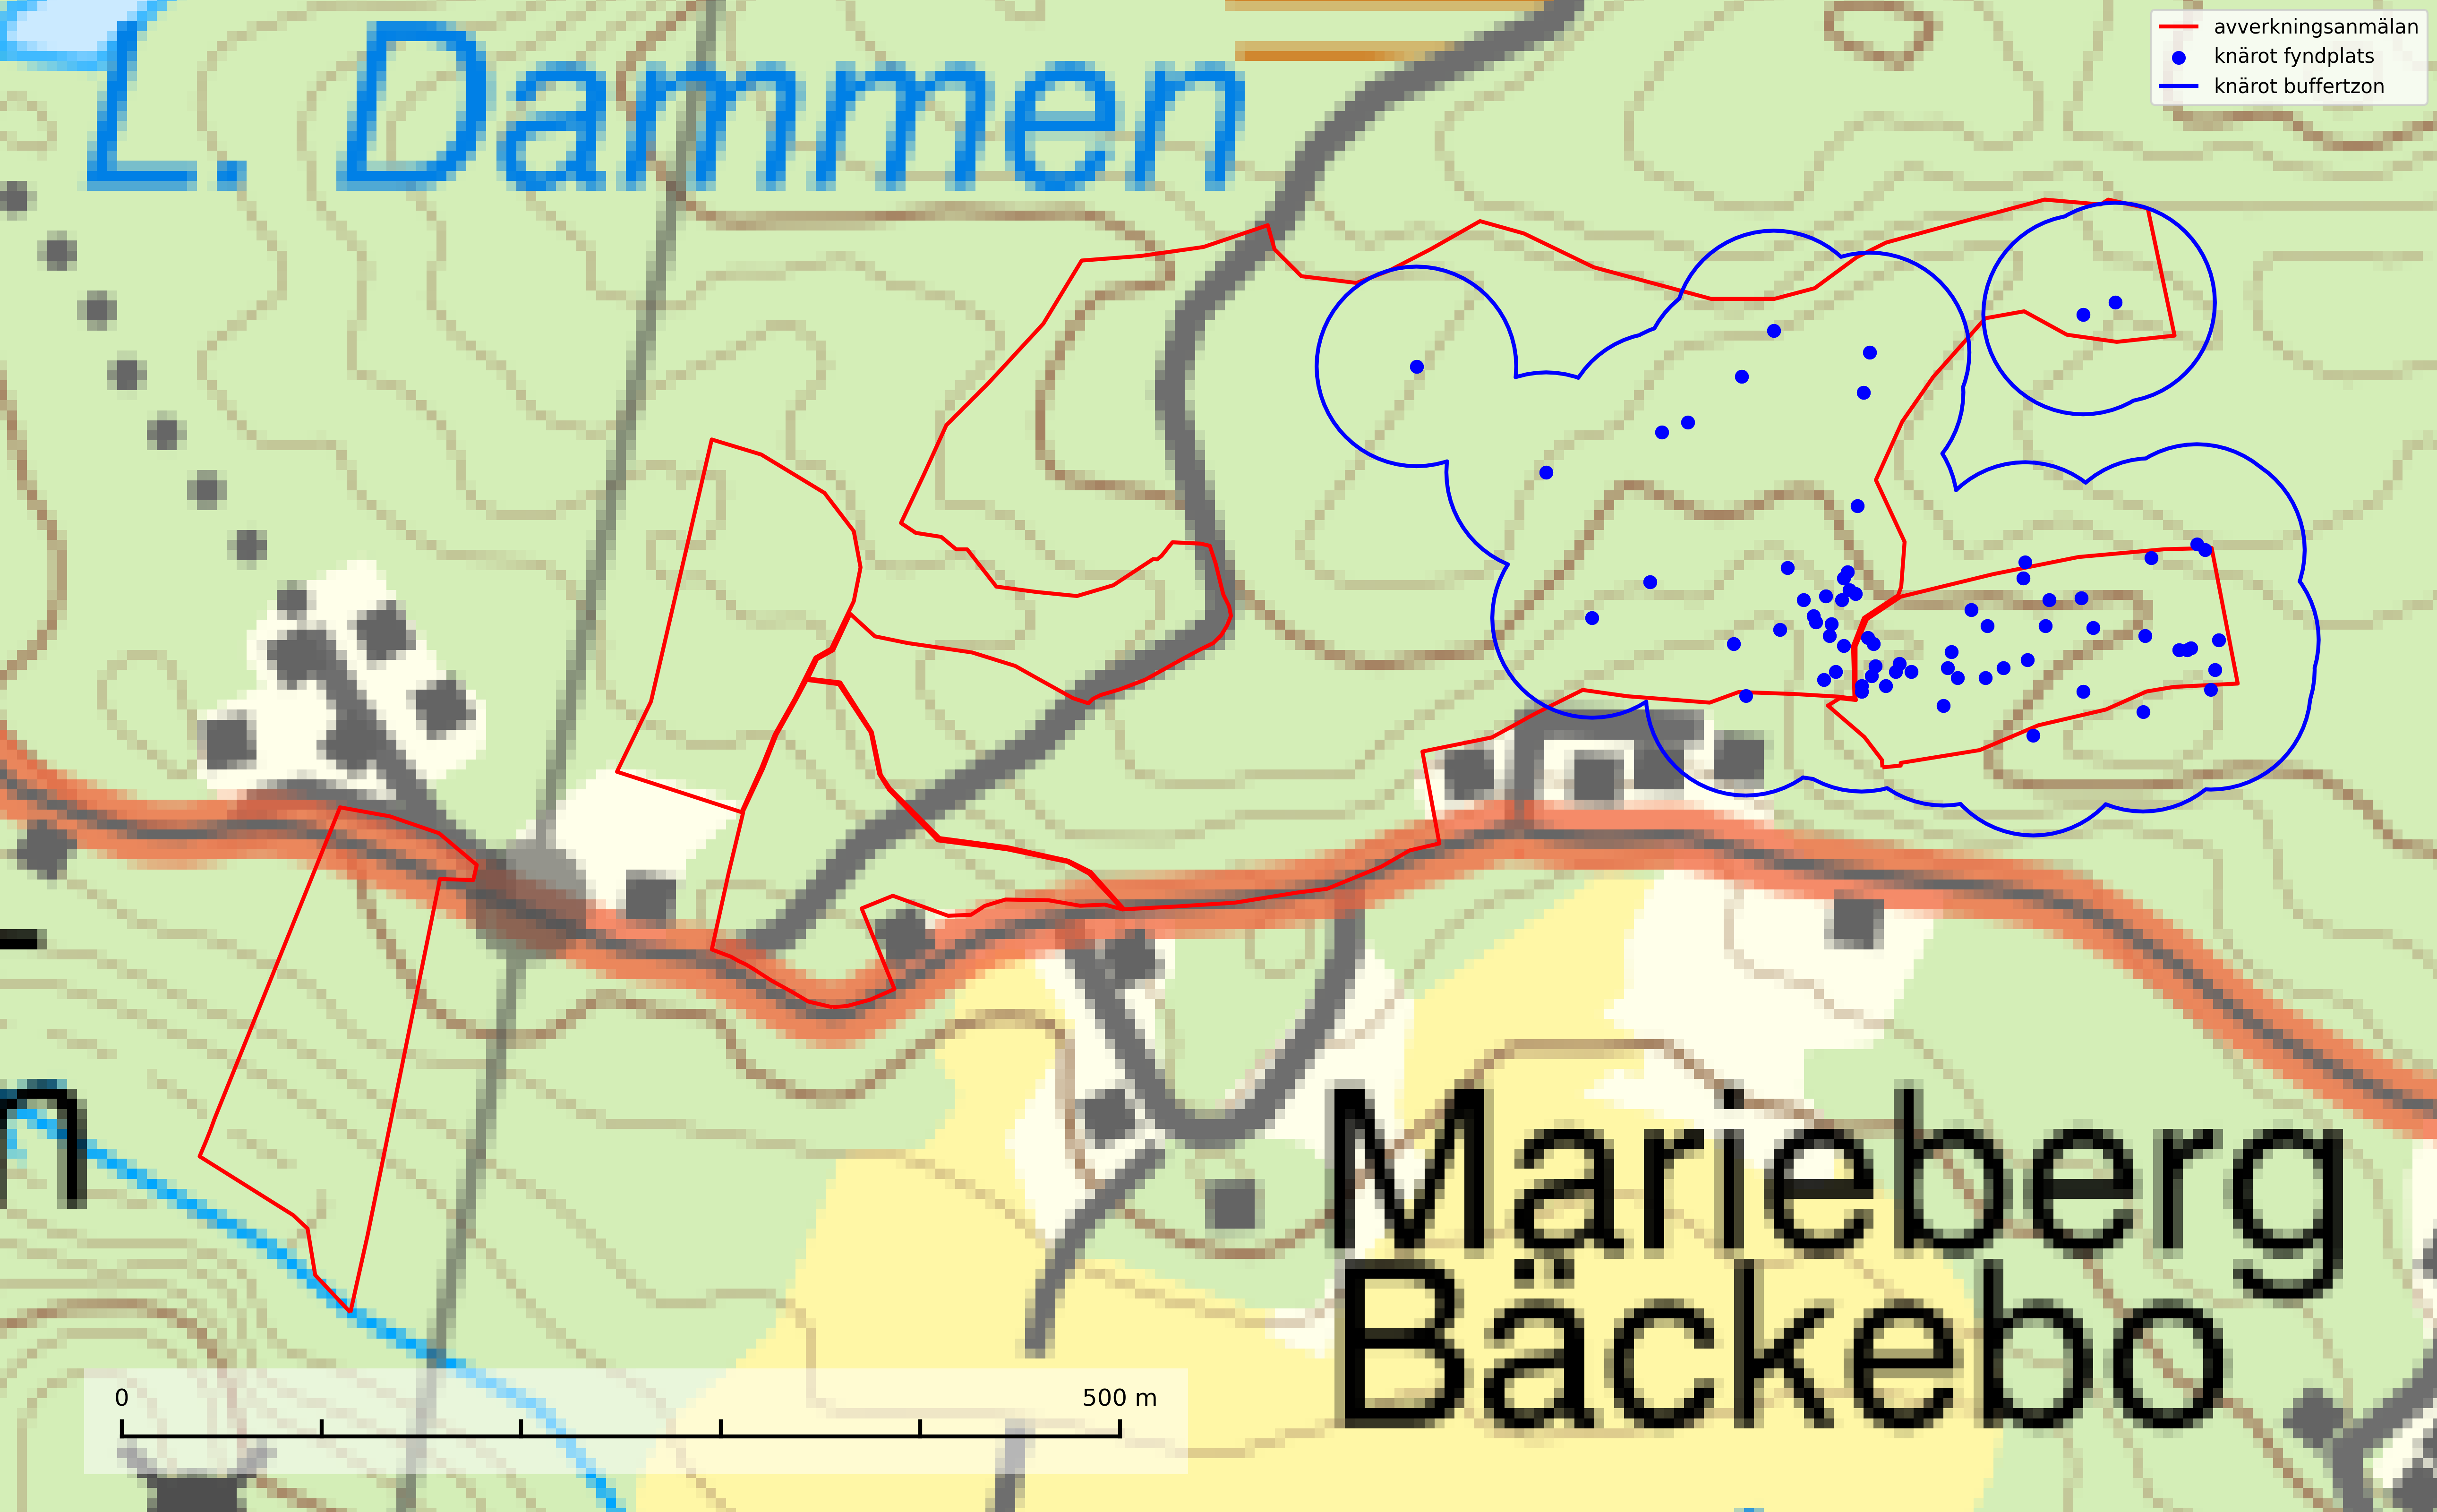 L. Dammen
avverkningsanmälan
knärot fyndplats
knärot buffertzon
n
Marieberg
Bäckebo
0
500 m